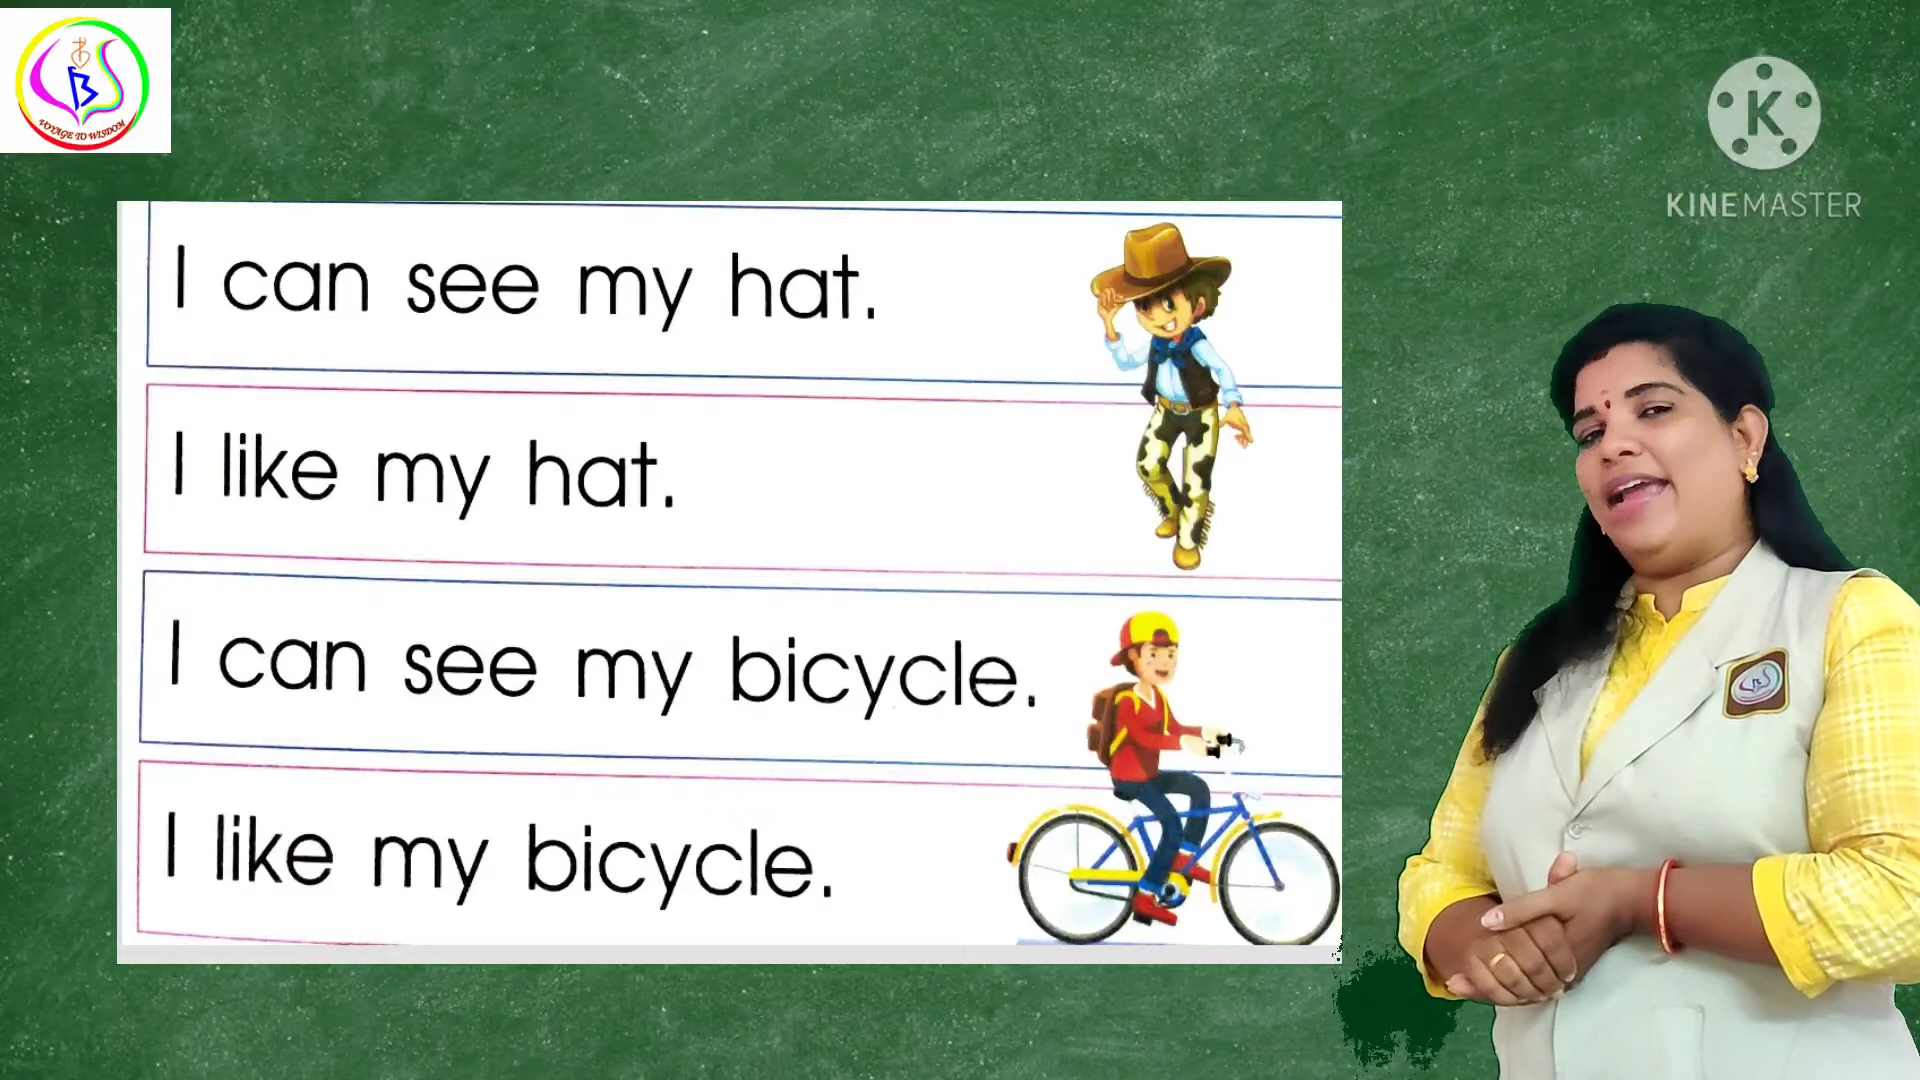 VOYAGE TO WISDOM
KINEMASTER
I can see my hat.
I like my hat.
I can see my bicycle.
I like my bicycle.